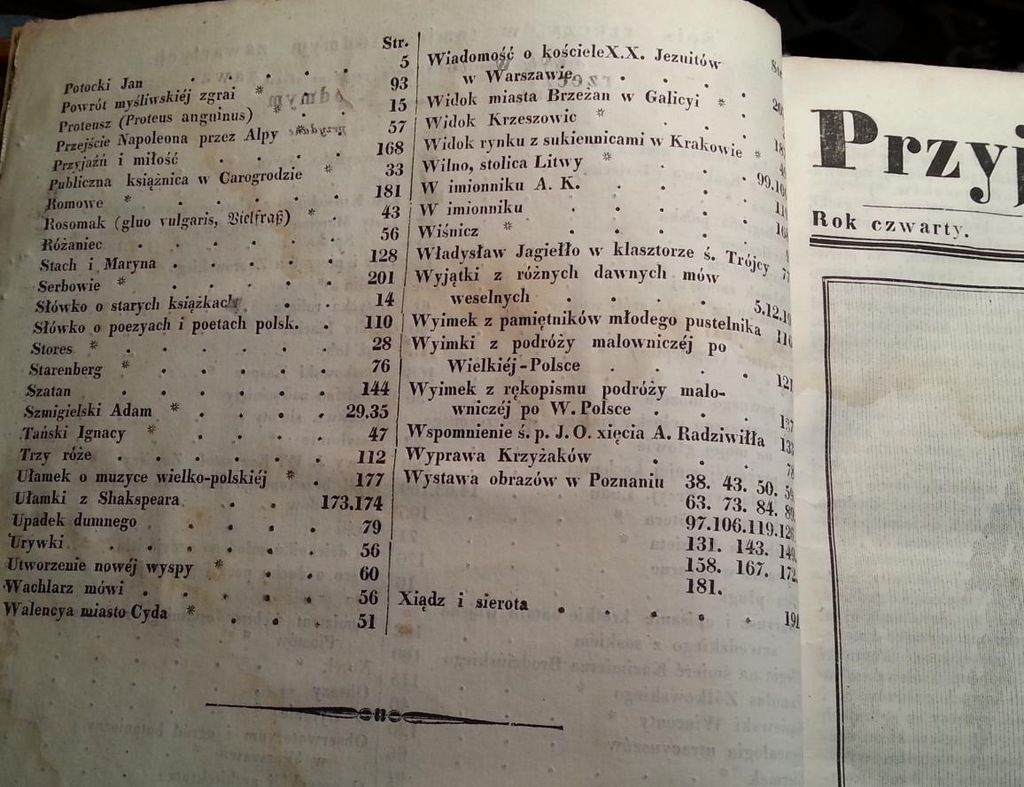 Str.
Potocki Jan . . . . . 5
Powrót myśliwskiéj zgrai * . . 93
Proteusz (Proteus anguinus) * . . 15
Przejście Napoleona przez Alpy 57
Przyjaźń i miłość . . . . 168
Publiczna książnica w Carogrodzie * 33
Romowe * . . . . . 181
Rosomak (gluo vulgaris, Vielfraß) * . 43
Różaniec . . . . . . 56
Stach i Maryna . . . . . 128
Serbowie * . . . . . 201
Słówko o starych książkach . . 14
Słówko o poezyach i poetach polsk. . 110
Stores * . . . . . . 28
Starenberg * . . . . . 76
Szatan . . . . . . 144
Szmigielski Adam * . . . . 29.35
Tański Ignacy * . . . . 47
Trzy róże . . . . . . 112
Ułamek o muzyce wielko-polskiéj * . 177
Ułamki z Shakspeara . . . 173.174
Upadek dumnego . . . . . 79
Urywki . . . . . . . 56
Utworzenie nowéj wyspy * . . 60
Wachlarz mówi . . . . . . 56
Walencya miasto Cyda * . . . . 51
Wiadomość o kościele X.X. Jezuitów
w Warszawie . . . .
Widok miasta Brzeżan w Galicyi * .
Widok Krzeszowic * . . .
Widok rynku z sukiennicami w Krakowie *
Wilno, stolica Litwy * . .
W imionniku A. K. . . . .
W imionniku . . . . .
Wiśnicz * . . . .
Władysław Jagiełło w klasztorze ś. Trójcy
Wyjątki z różnych dawnych mów
weselnych . . . . 5.12.
Wyimek z pamiętników młodego pustelnika
Wyimki z podróży malowniczéj po
Wielkiéj-Polsce . . . . 121
Wyimek z rękopismu podróży malo-
wniczéj po W. Polsce . . . 137
Wspomnienie ś. p. J. O. xięcia A. Radziwiłła
Wyprawa Krzyżaków . . .
Wystawa obrazów w Poznaniu 38. 43. 50.
63. 73. 84.
97.106.119.
131. 143.
158. 167. 172.
181.
Xiądz i sierota . . . . . 191
Przyj
Rok czwarty.